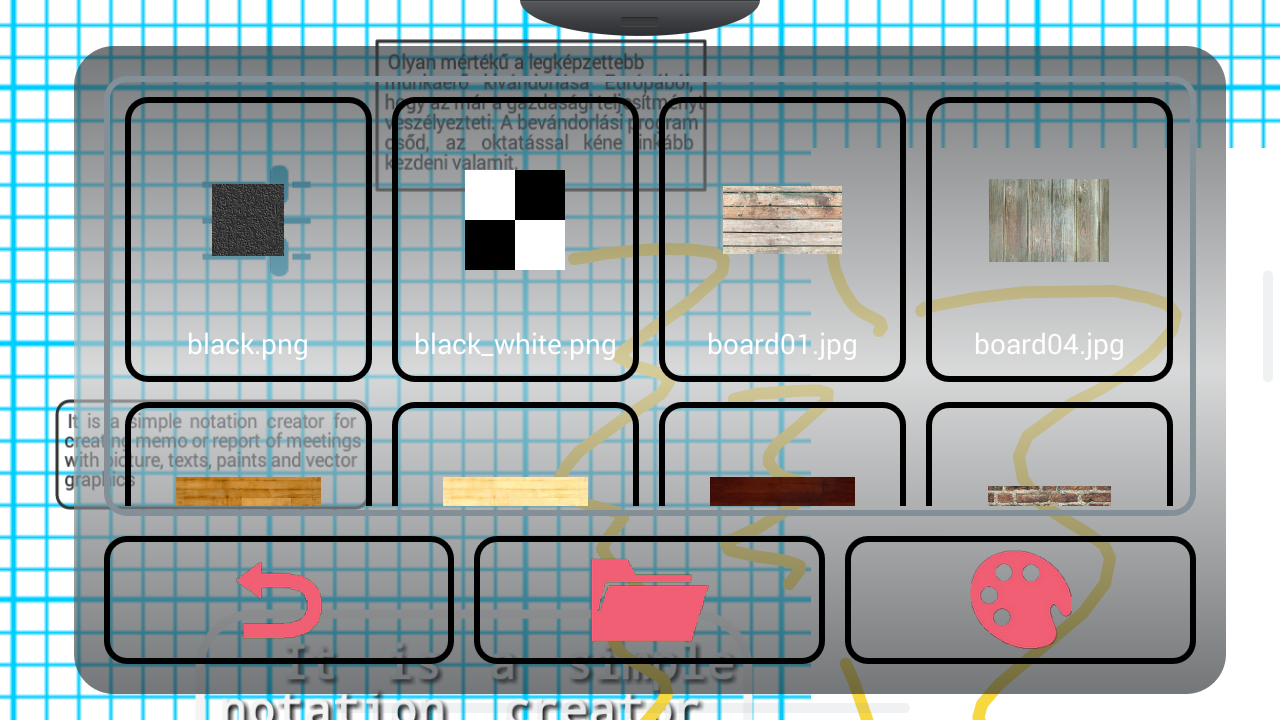 Olyan mértékű a legképzettebb
munkaerő kivándorlása Európából,
hogy az már a gazdasági teljesítményt
veszélyezteti. A bevándorlási program
csőd, az oktatással kéne inkább
kezdeni valamit.
black.png
black_white.png
board01.jpg
board04.jpg
It is a simple notation creator for
creating memo or report of meetings
with picture, texts, paints and vector
graphics
It is a simple
notation creator